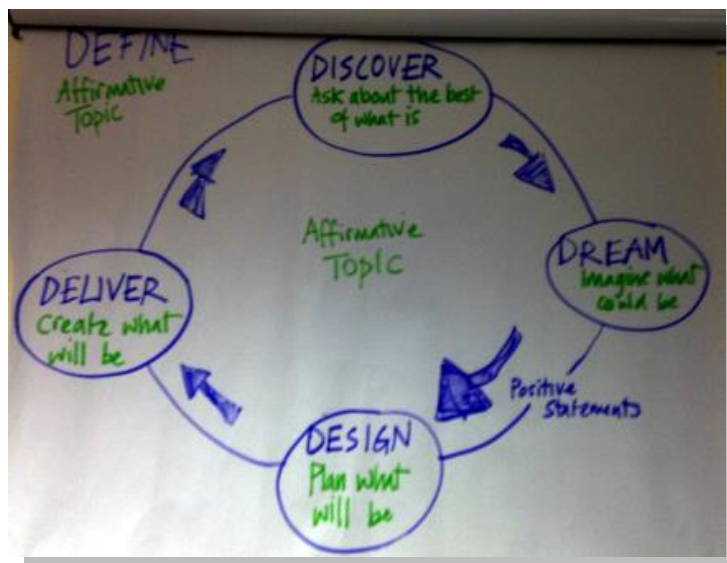 DEFINE
Affirmative
Topic
DISCOVER
Ask about the best
of what is
Affirmative
Topic
DREAM
Imagine what
could be
Positive
Statements
DESIGN
Plan what
will be
DELIVER
Create what
will be